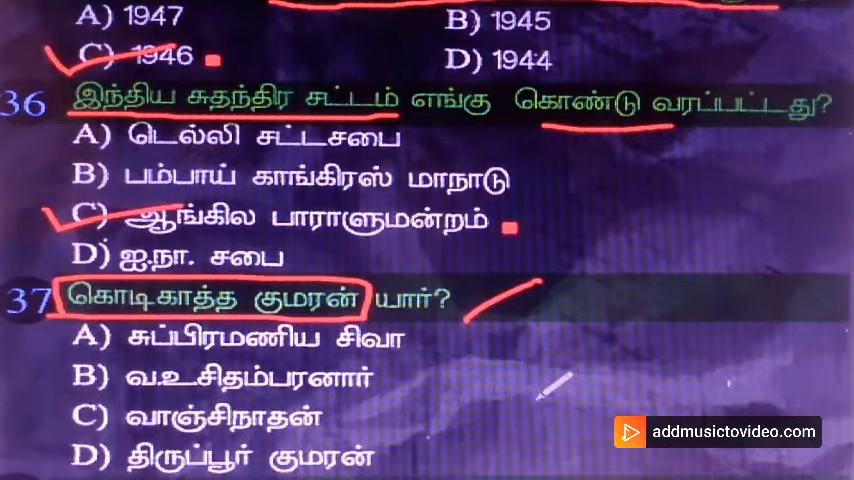 A) 1947 B) 1945
C) 1946 D) 1944
36 இந்திய சுதந்திர சட்டம் எங்கு கொண்டு வரப்பட்டது?
A) டெல்லி சட்டசபை
B) பம்பாய் காங்கிரஸ் மாநாடு
C) ஆங்கில பாராளுமன்றம்
D) ஐ.நா. சபை
37 கொடிகாத்த குமரன் யார்?
A) சுப்பிரமணிய சிவா
B) வ.உ.சிதம்பரனார்
C) வாஞ்சிநாதன்
D) திருப்பூர் குமரன்
addmusictovideo.com